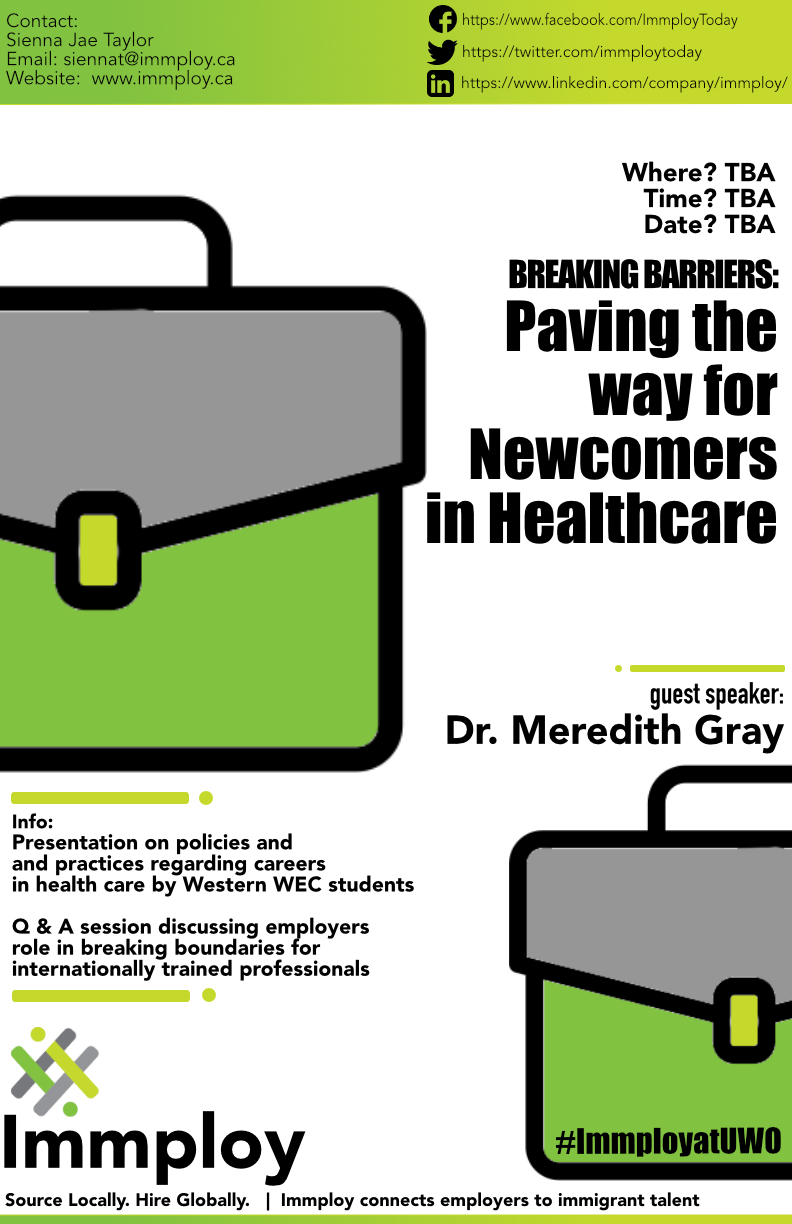 Contact:
Sienna Jae Taylor
Email: siennat@immploy.ca
Website:  www.immploy.ca
https://www.facebook.com/ImmployToday
https://twitter.com/immploytoday
https://www.linkedin.com/company/immploy/
Where? TBA
Time? TBA
Date? TBA
BREAKING BARRIERS:
Paving the
way for
Newcomers
in Healthcare
guest speaker:
Dr. Meredith Gray
Info:
Presentation on policies and
and practices regarding careers
in health care by Western WEC students
Q & A session discussing employers
role in breaking boundaries for
internationally trained professionals
#ImmployatUWO
Immploy
Source Locally. Hire Globally.   |  Immploy connects employers to immigrant talent